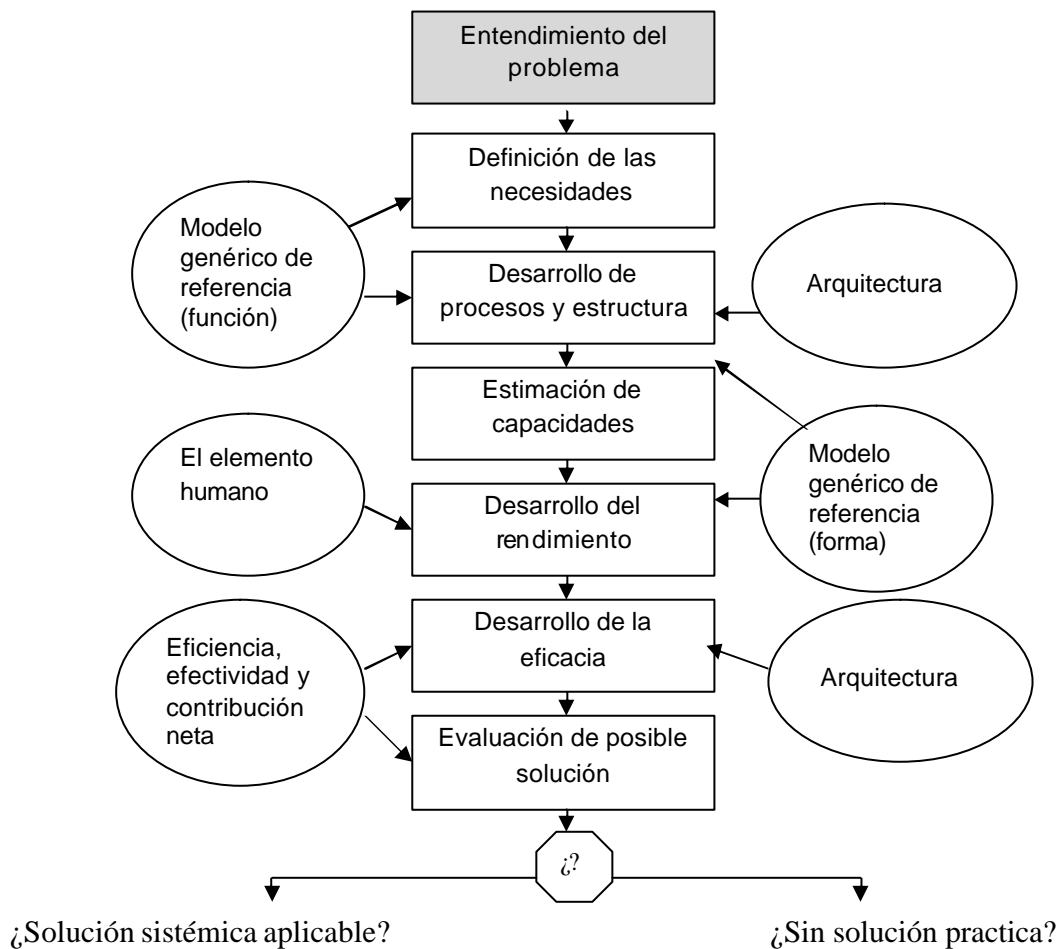 Entendimiento del
problema
Definición de las
necesidades
Modelo
genérico de
referencia
(función)
Desarrollo de
procesos y estructura
Arquitectura
Estimación de
capacidades
El elemento
humano
Modelo
genérico de
referencia
(forma)
Desarrollo del
rendimiento
Desarrollo de la
eficacia
Eficiencia,
efectividad y
contribución
neta
Arquitectura
Evaluación de posible
solución
¿?
¿Solución sistémica aplicable?
¿Sin solución practica?